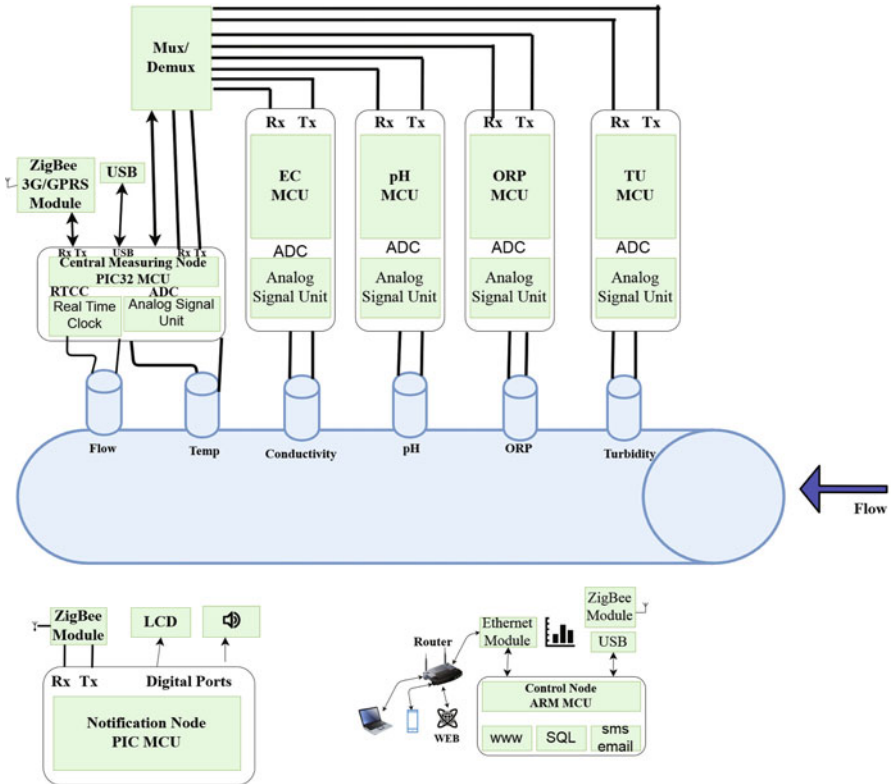 Mux/
Demux
Rx Tx
Rx Tx
Rx Tx
Rx Tx
EC
MCU
pH
MCU
ORP
MCU
TU
MCU
ADC
ADC
ADC
ADC
Analog
Signal Unit
Analog
Signal Unit
Analog
Signal Unit
Analog
Signal Unit
ZigBee
3G/GPRS
Module
USB
Rx Tx
USB
Rx Tx
Central Measuring Node
PIC32 MCU
RTCC
ADC
Real Time
Clock
Analog Signal
Unit
Flow
Temp
Conductivity
pH
ORP
Turbidity
Flow
ZigBee
Module
LCD
Rx Tx
Digital Ports
Notification Node
PIC MCU
Router
Ethernet
Module
ZigBee
Module
USB
WEB
Control Node
ARM MCU
www
SQL
sms
email